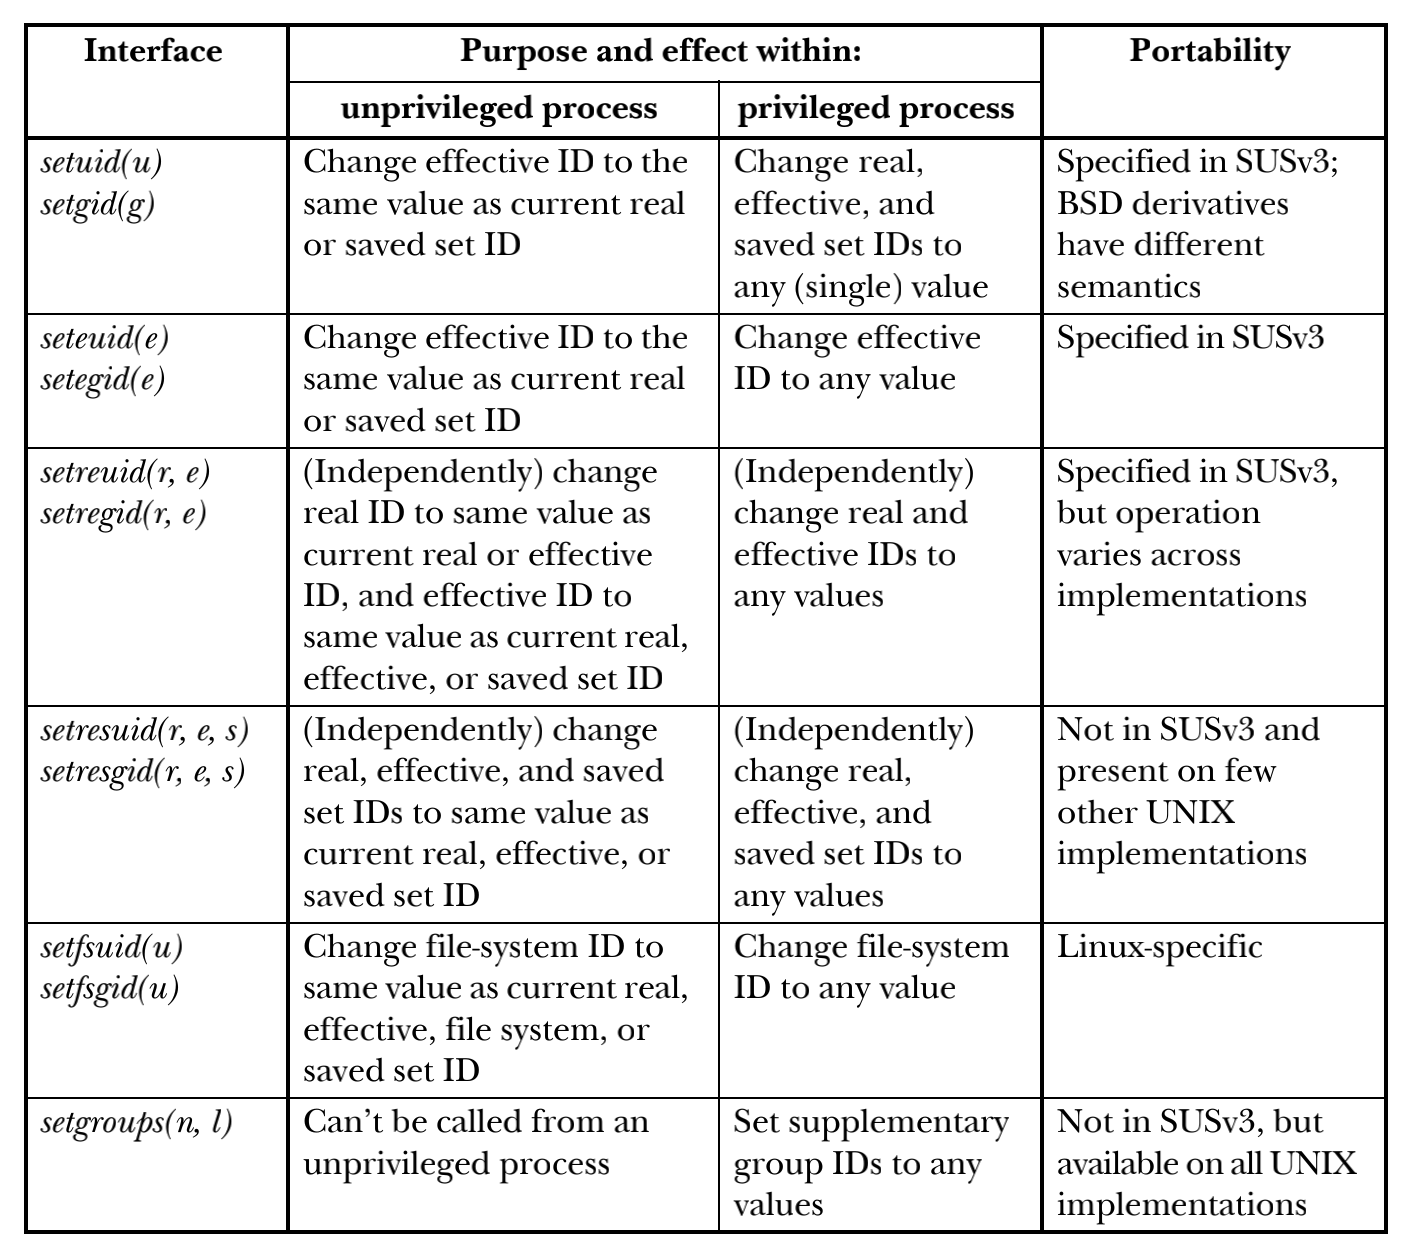 Interface
Purpose and effect within:
Portability
unprivileged process
privileged process
setuid(u)
setgid(g)
Change effective ID to the
same value as current real
or saved set ID
Change real,
effective, and
saved set IDs to
any (single) value
Specified in SUSv3;
BSD derivatives
have different
semantics
seteuid(e)
setegid(e)
Change effective ID to the
same value as current real
or saved set ID
Change effective
ID to any value
Specified in SUSv3
setreuid(r, e)
setregid(r, e)
(Independently) change
real ID to same value as
current real or effective
ID, and effective ID to
same value as current real,
effective, or saved set ID
(Independently)
change real and
effective IDs to
any values
Specified in SUSv3,
but operation
varies across
implementations
setresuid(r, e, s)
setresgid(r, e, s)
(Independently) change
real, effective, and saved
set IDs to same value as
current real, effective, or
saved set ID
(Independently)
change real,
effective, and
saved set IDs to
any values
Not in SUSv3 and
present on few
other UNIX
implementations
setfsuid(u)
setfsgid(u)
Change file-system ID to
same value as current real,
effective, file system, or
saved set ID
Change file-system
ID to any value
Linux-specific
setgroups(n, l)
Can’t be called from an
unprivileged process
Set supplementary
group IDs to any
values
Not in SUSv3, but
available on all UNIX
implementations